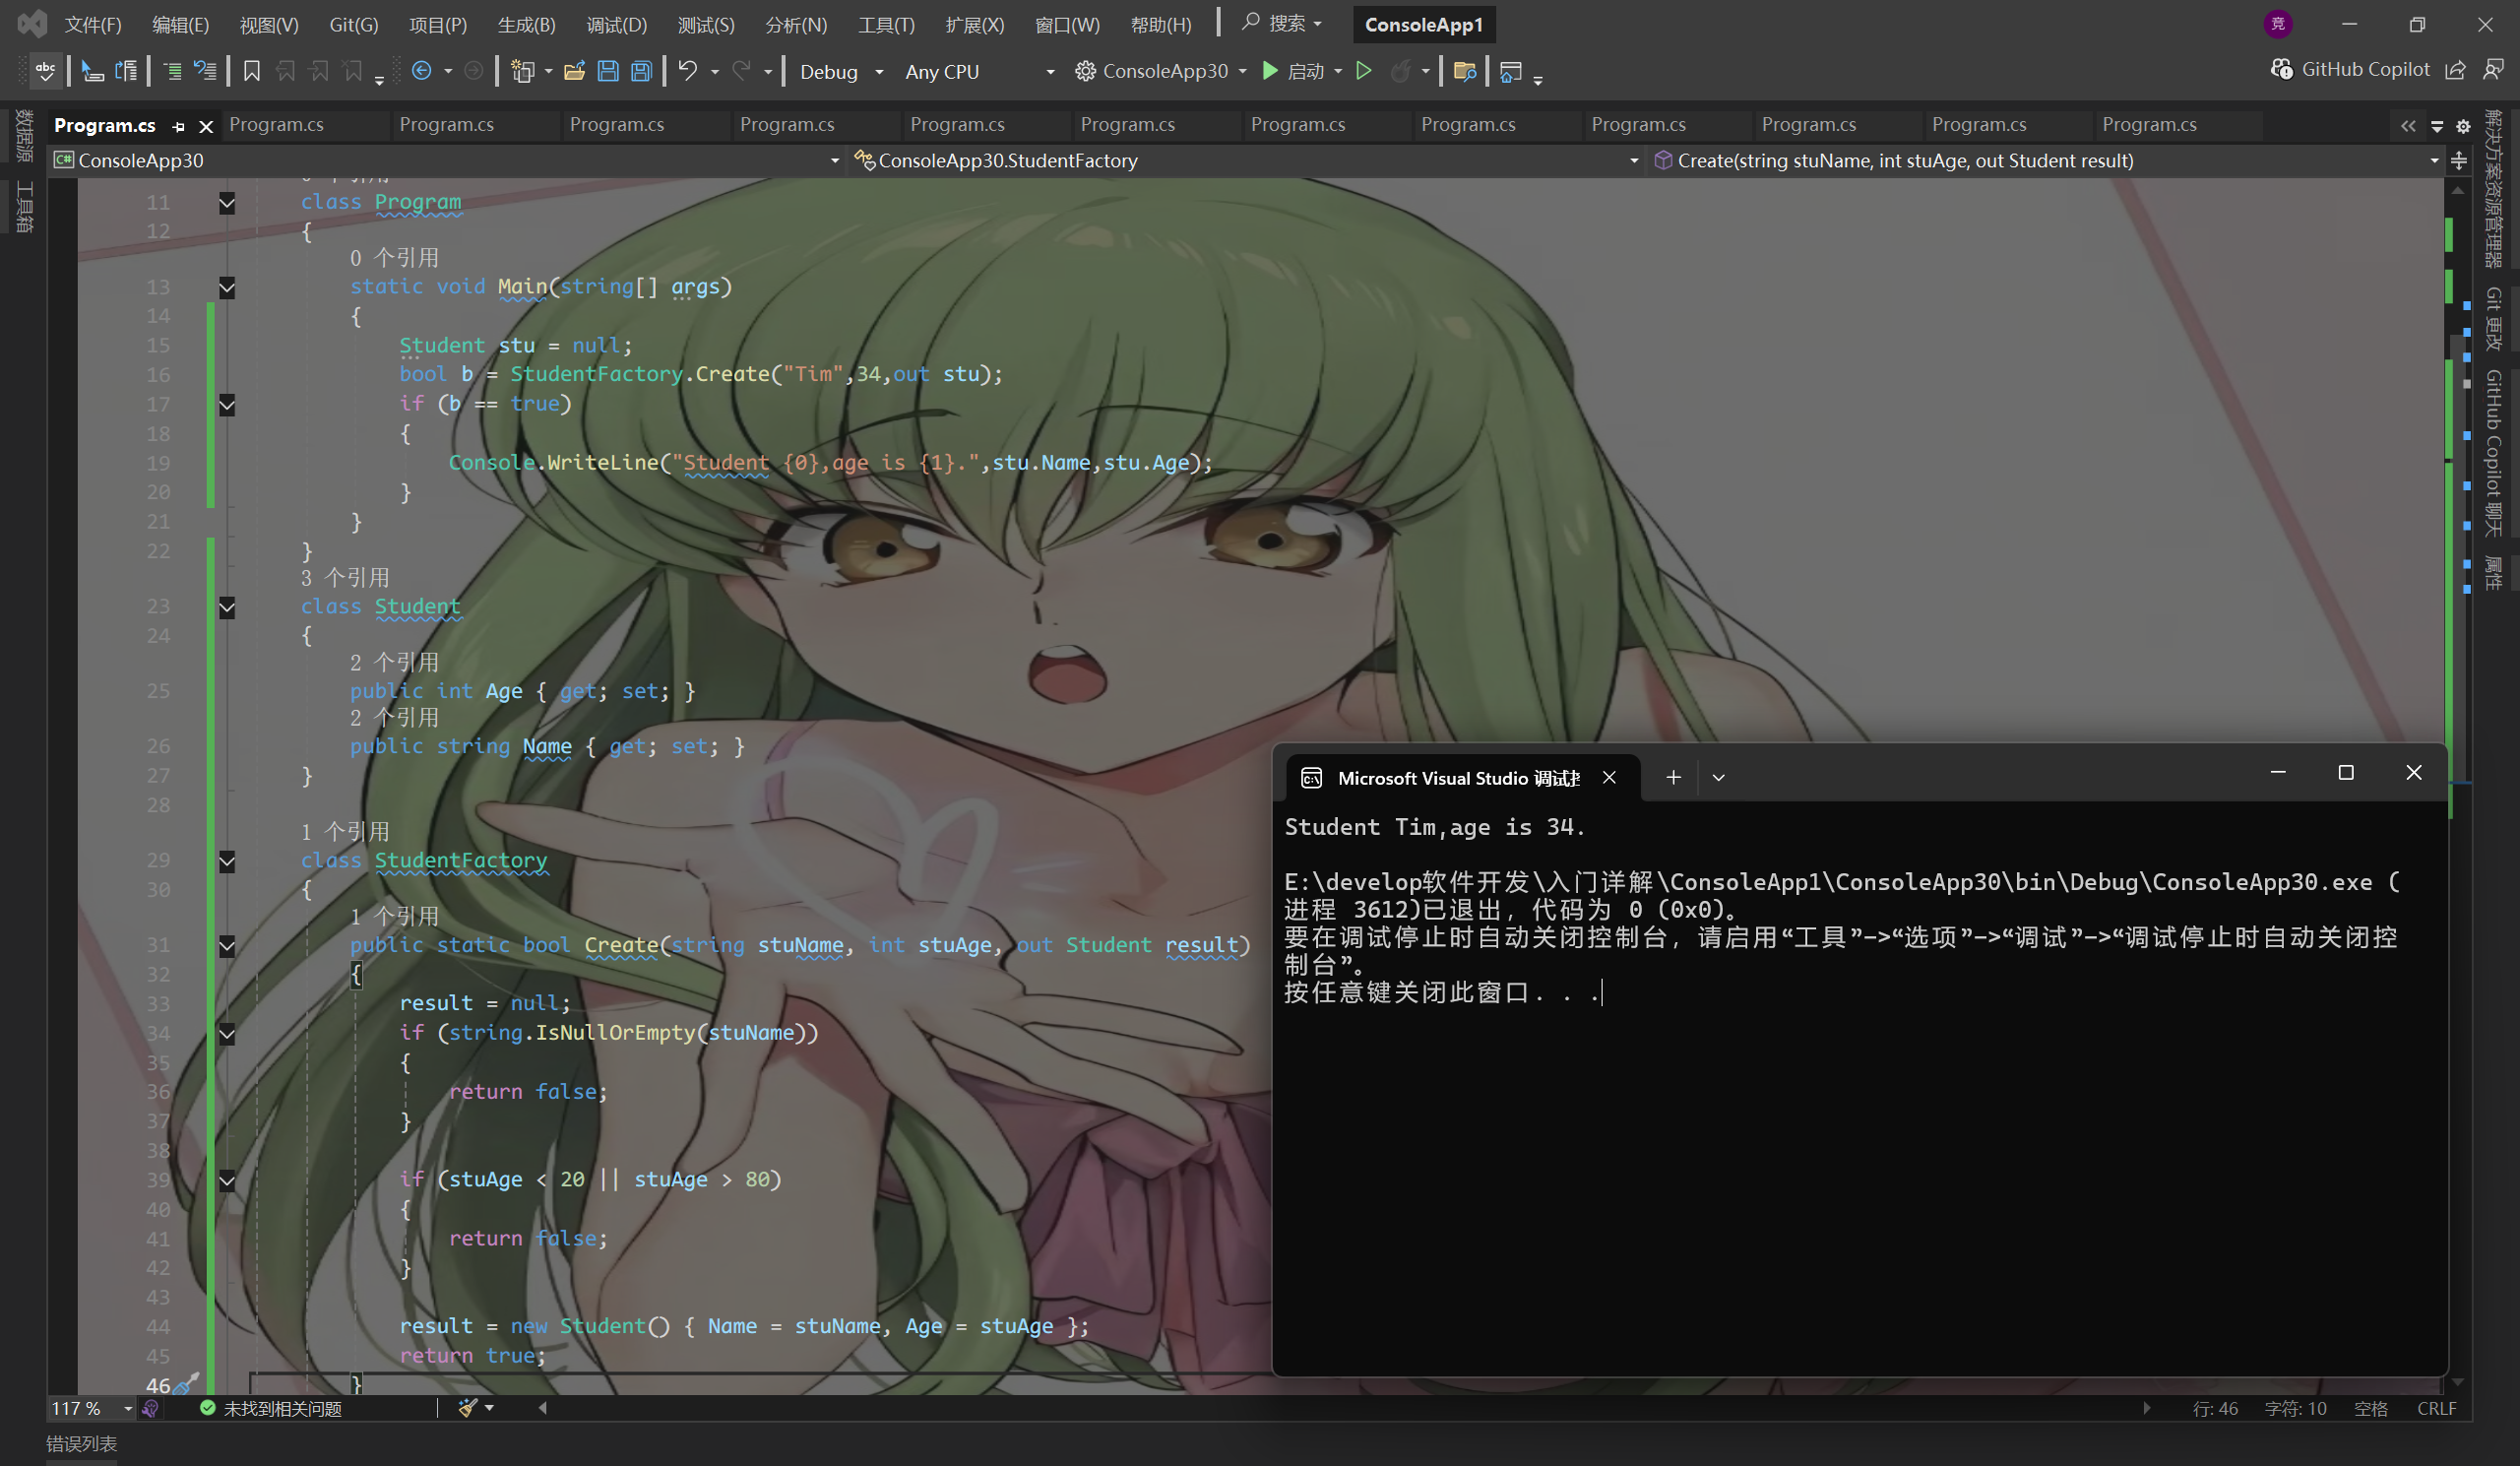 文件(F) 编辑(E) 视图(V) Git(G) 项目(P) 生成(B) 调试(D) 测试(S) 分析(N) 工具(T) 扩展(X) 窗口(W) 帮助(H) 搜索 ConsoleApp1 竞
Debug Any CPU ConsoleApp30 启动 GitHub Copilot
Program.cs Program.cs Program.cs Program.cs Program.cs Program.cs Program.cs Program.cs Program.cs Program.cs Program.cs Program.cs Program.cs
ConsoleApp30 ConsoleApp30.StudentFactory Create(string stuName, int stuAge, out Student result)
数据源
工具箱
11 class Program
12 {
0 个引用
13 static void Main(string[] args)
14 {
15 Student stu = null;
16 bool b = StudentFactory.Create("Tim",34,out stu);
17 if (b == true)
18 {
19 Console.WriteLine("Student {0},age is {1}.",stu.Name,stu.Age);
20 }
21 }
22 }
3 个引用
23 class Student
24 {
2 个引用
25 public int Age { get; set; }
2 个引用
26 public string Name { get; set; }
27 }
28
1 个引用
29 class StudentFactory
30 {
1 个引用
31 public static bool Create(string stuName, int stuAge, out Student result)
32 {
33 result = null;
34 if (string.IsNullOrEmpty(stuName))
35 {
36 return false;
37 }
38
39 if (stuAge < 20 || stuAge > 80)
40 {
41 return false;
42 }
43
44 result = new Student() { Name = stuName, Age = stuAge };
45 return true;
46 }
Microsoft Visual Studio 调试
Student Tim,age is 34.
E:\develop软件开发\入门详解\ConsoleApp1\ConsoleApp30\bin\Debug\ConsoleApp30.exe (
进程 3612)已退出，代码为 0 (0x0)。
要在调试停止时自动关闭控制台，请启用“工具”->“选项”->“调试”->“调试停止时自动关闭控
制台”。
按任意键关闭此窗口. . .
解决方案资源管理器
Git 更改
GitHub Copilot 聊天
属性
117 % 未找到相关问题 行: 46 字符: 10 空格 CRLF
错误列表